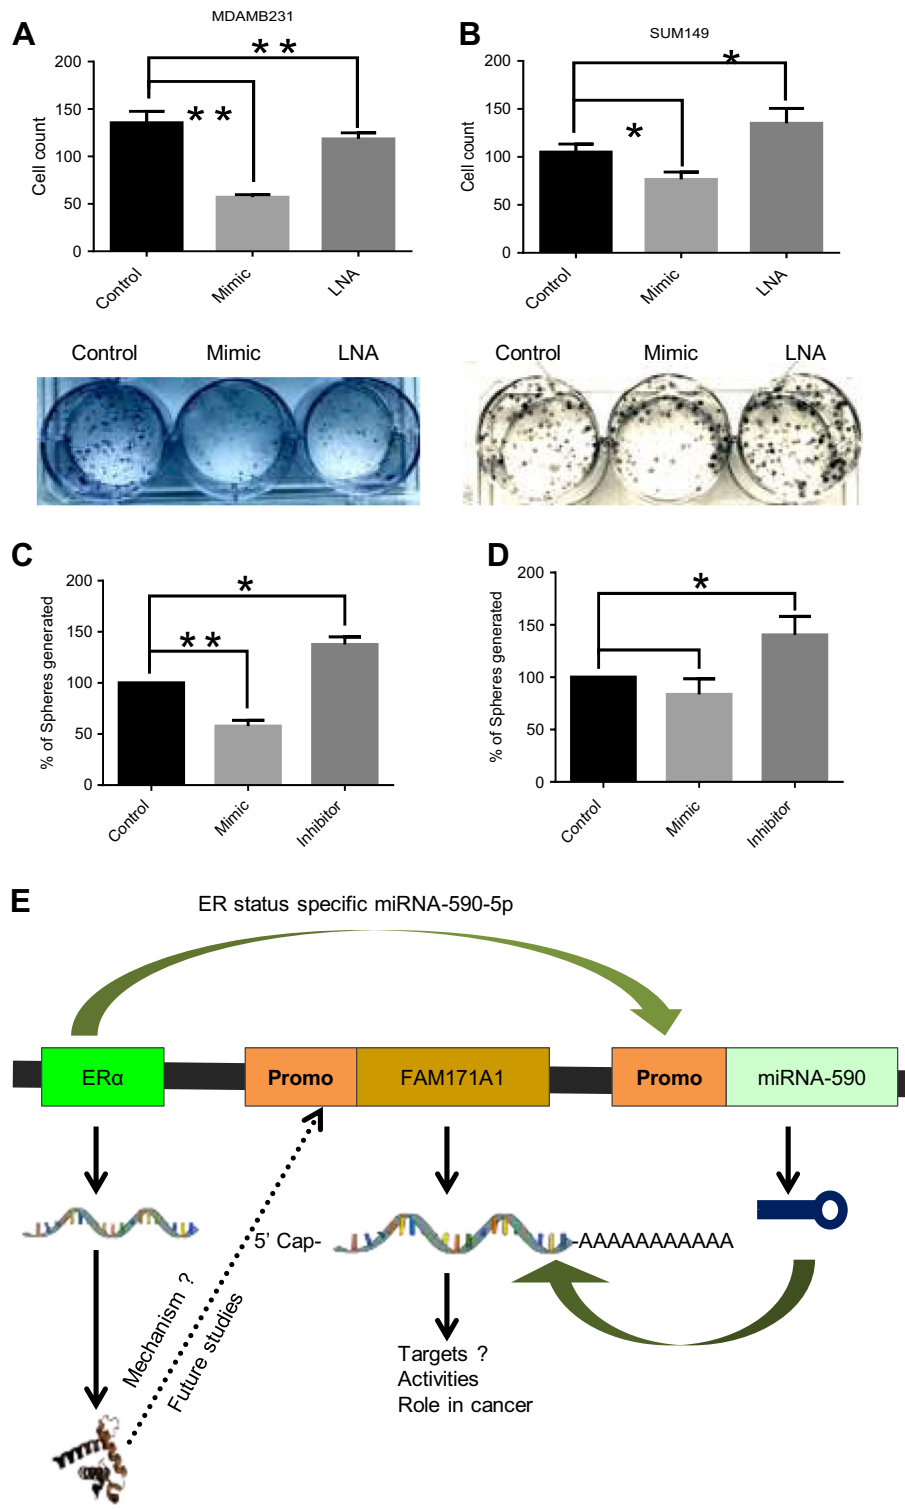 A
MDAMB231
* *
* *
Cell count
200
150
100
50
0
Control
Mimic
LNA
B
SUM149
*
*
Cell count
200
150
100
50
0
Control
Mimic
LNA
Control Mimic LNA
Control Mimic LNA
C
*
* *
% of Spheres generated
200
150
100
50
0
Control
Mimic
Inhibitor
D
*
% of Spheres generated
200
150
100
50
0
Control
Mimic
Inhibitor
E
ER status specific miRNA-590-5p
ERα
Promo
FAM171A1
Promo
miRNA-590
5' Cap-
-AAAAAAAAAAA
Mechanism ?
Future studies
Targets ?
Activities
Role in cancer